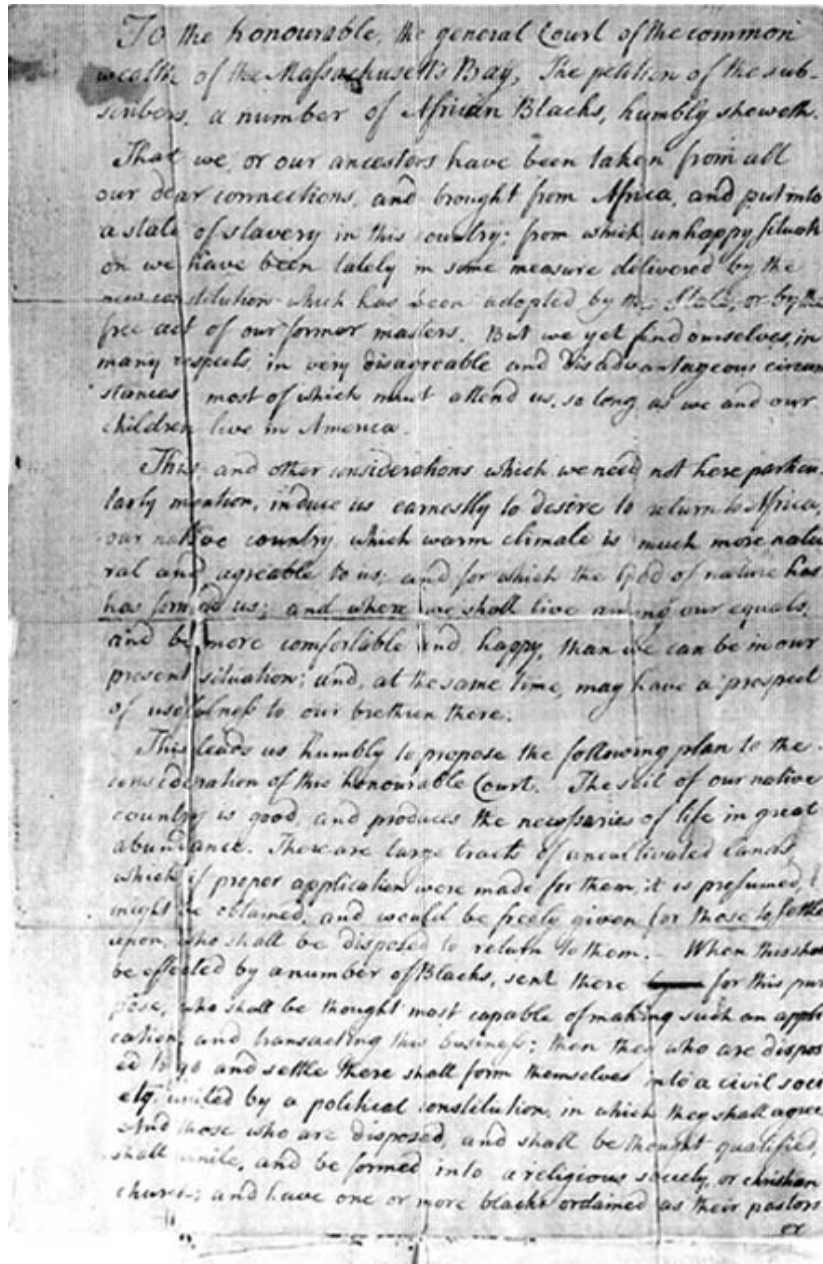 To the honourable, the general Court of the common
wealth of the Massachusetts Bay, The petition of the sub-
scribers, a number of African Blacks, humbly sheweth.
That we, or our ancestors have been taken from all
our dear connections, and brought from Africa, and put into
a state of slavery in this country; from which unhappy situati
on we have been lately in some measure delivered by the
new constitution which has been adopted by this State, or by the
free act of our former masters. But we yet find ourselves, in
many respects, in very disagreeable and disadvantageous circum
stances most of which must attend us, so long as we and our
children live in America.
This, and other considerations which we need not here particu-
larly mention, induce us earnestly to desire to return to Africa,
our native country, which warm climate is much more natu
ral and agreeable to us; and for which the God of nature has
has formed us; and where we shall live among our equals,
and be more comfortable and happy, than we can be in our
present situation; and, at the same time, may have a prospect
of usefulness to our brethren there.
This leads us humbly to propose the following plan to the
consideration of this honourable Court. The soil of our native
country is good, and produces the necessaries of life in great
abundance. There are large tracts of uncultivated lands
which if proper application were made for them, it is presumed,
might be obtained, and would be freely given for those to settle
upon, who shall be disposed to return to them. - When this shall
be effected by a number of Blacks, sent there for this pur
pose, who shall be thought most capable of making such an appli
cation, and transacting this business; then they who are dispos
ed to go and settle there shall form themselves into a civil soci
ety, united by a political constitution, in which they shall agree.
And those who are disposed, and shall be thought qualified,
shall unite, and be formed into a religious society, or christian
church; and have one or more blacks ordained as their pastors
or